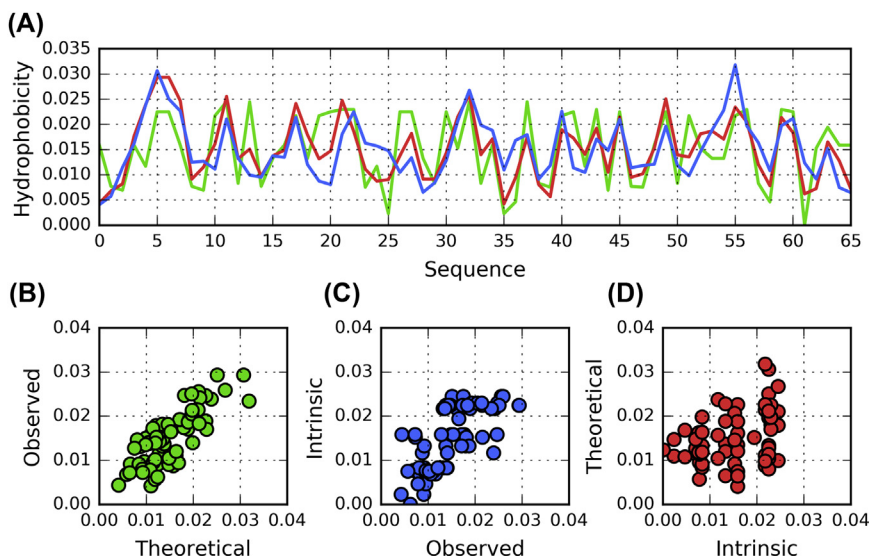 (A)
Hydrophobicity
0.035
0.030
0.025
0.020
0.015
0.010
0.005
0.000
0 5 10 15 20 25 30 35 40 45 50 55 60 65
Sequence
(B)
Observed
0.04
0.03
0.02
0.01
0.00
0.00 0.01 0.02 0.03 0.04
Theoretical
(C)
Intrinsic
0.04
0.03
0.02
0.01
0.00
0.00 0.01 0.02 0.03 0.04
Observed
(D)
Theoretical
0.04
0.03
0.02
0.01
0.00
0.00 0.01 0.02 0.03 0.04
Intrinsic